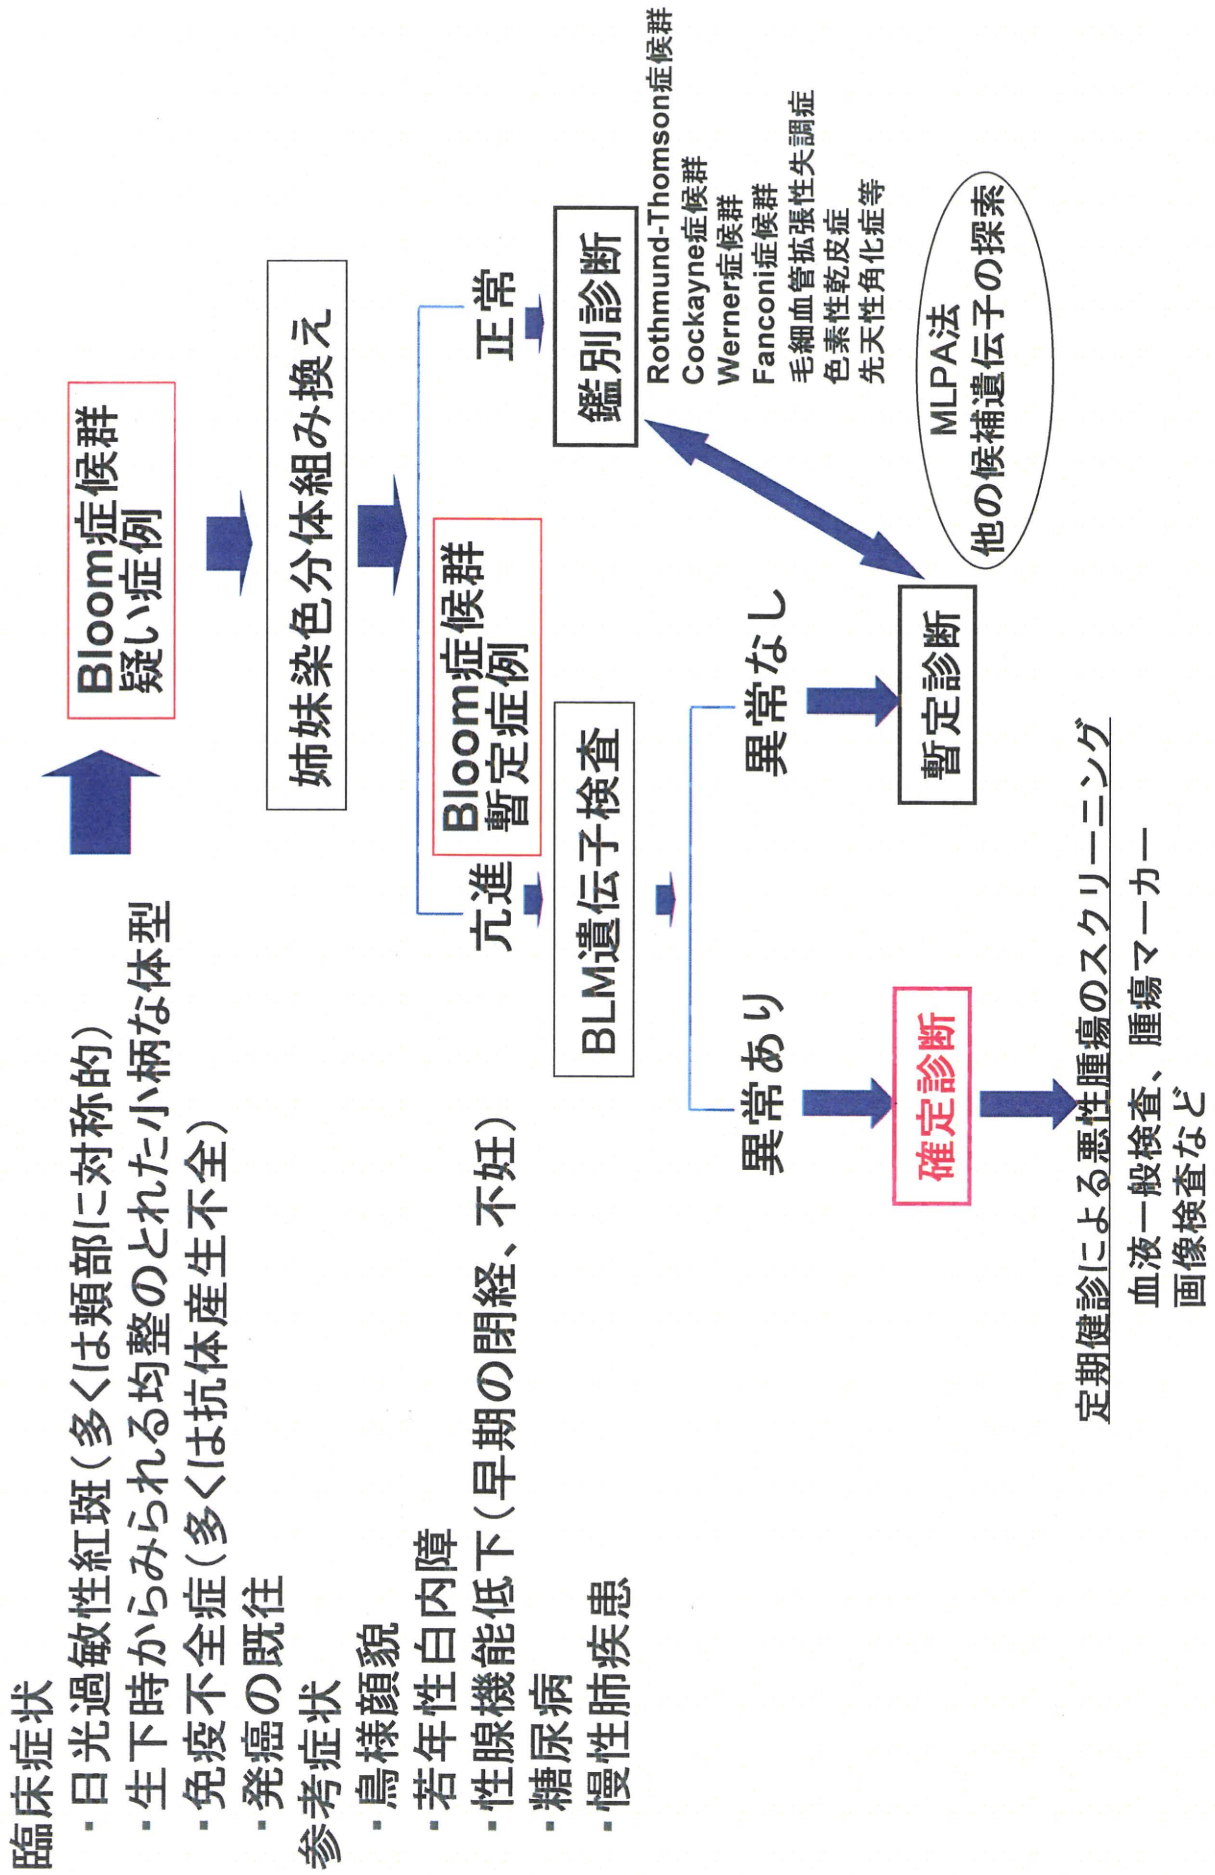 臨床症状
・日光過敏性紅斑(多くは頬部に対称的)
・生下時からみられる均整のとれた小柄な体型
・免疫不全症(多くは抗体産生不全)
・発癌の既往
参考症状
・鳥様顔貌
・若年性白内障
・性腺機能低下(早期の閉経、不妊)
・糖尿病
・慢性肺疾患
Bloom症候群
疑い症例
姉妹染色分体組み換え
亢進
Bloom症候群
暫定症例
正常
BLM遺伝子検査
鑑別診断
Rothmund-Thomson症候群
Cockayne症候群
Werner症候群
Fanconi症候群
毛細血管拡張性失調症
色素性乾皮症
先天性角化症等
異常あり
異常なし
確定診断
暫定診断
MLPA法
他の候補遺伝子の探索
定期健診による悪性腫瘍のスクリーニング
血液一般検査、腫瘍マーカー
画像検査など